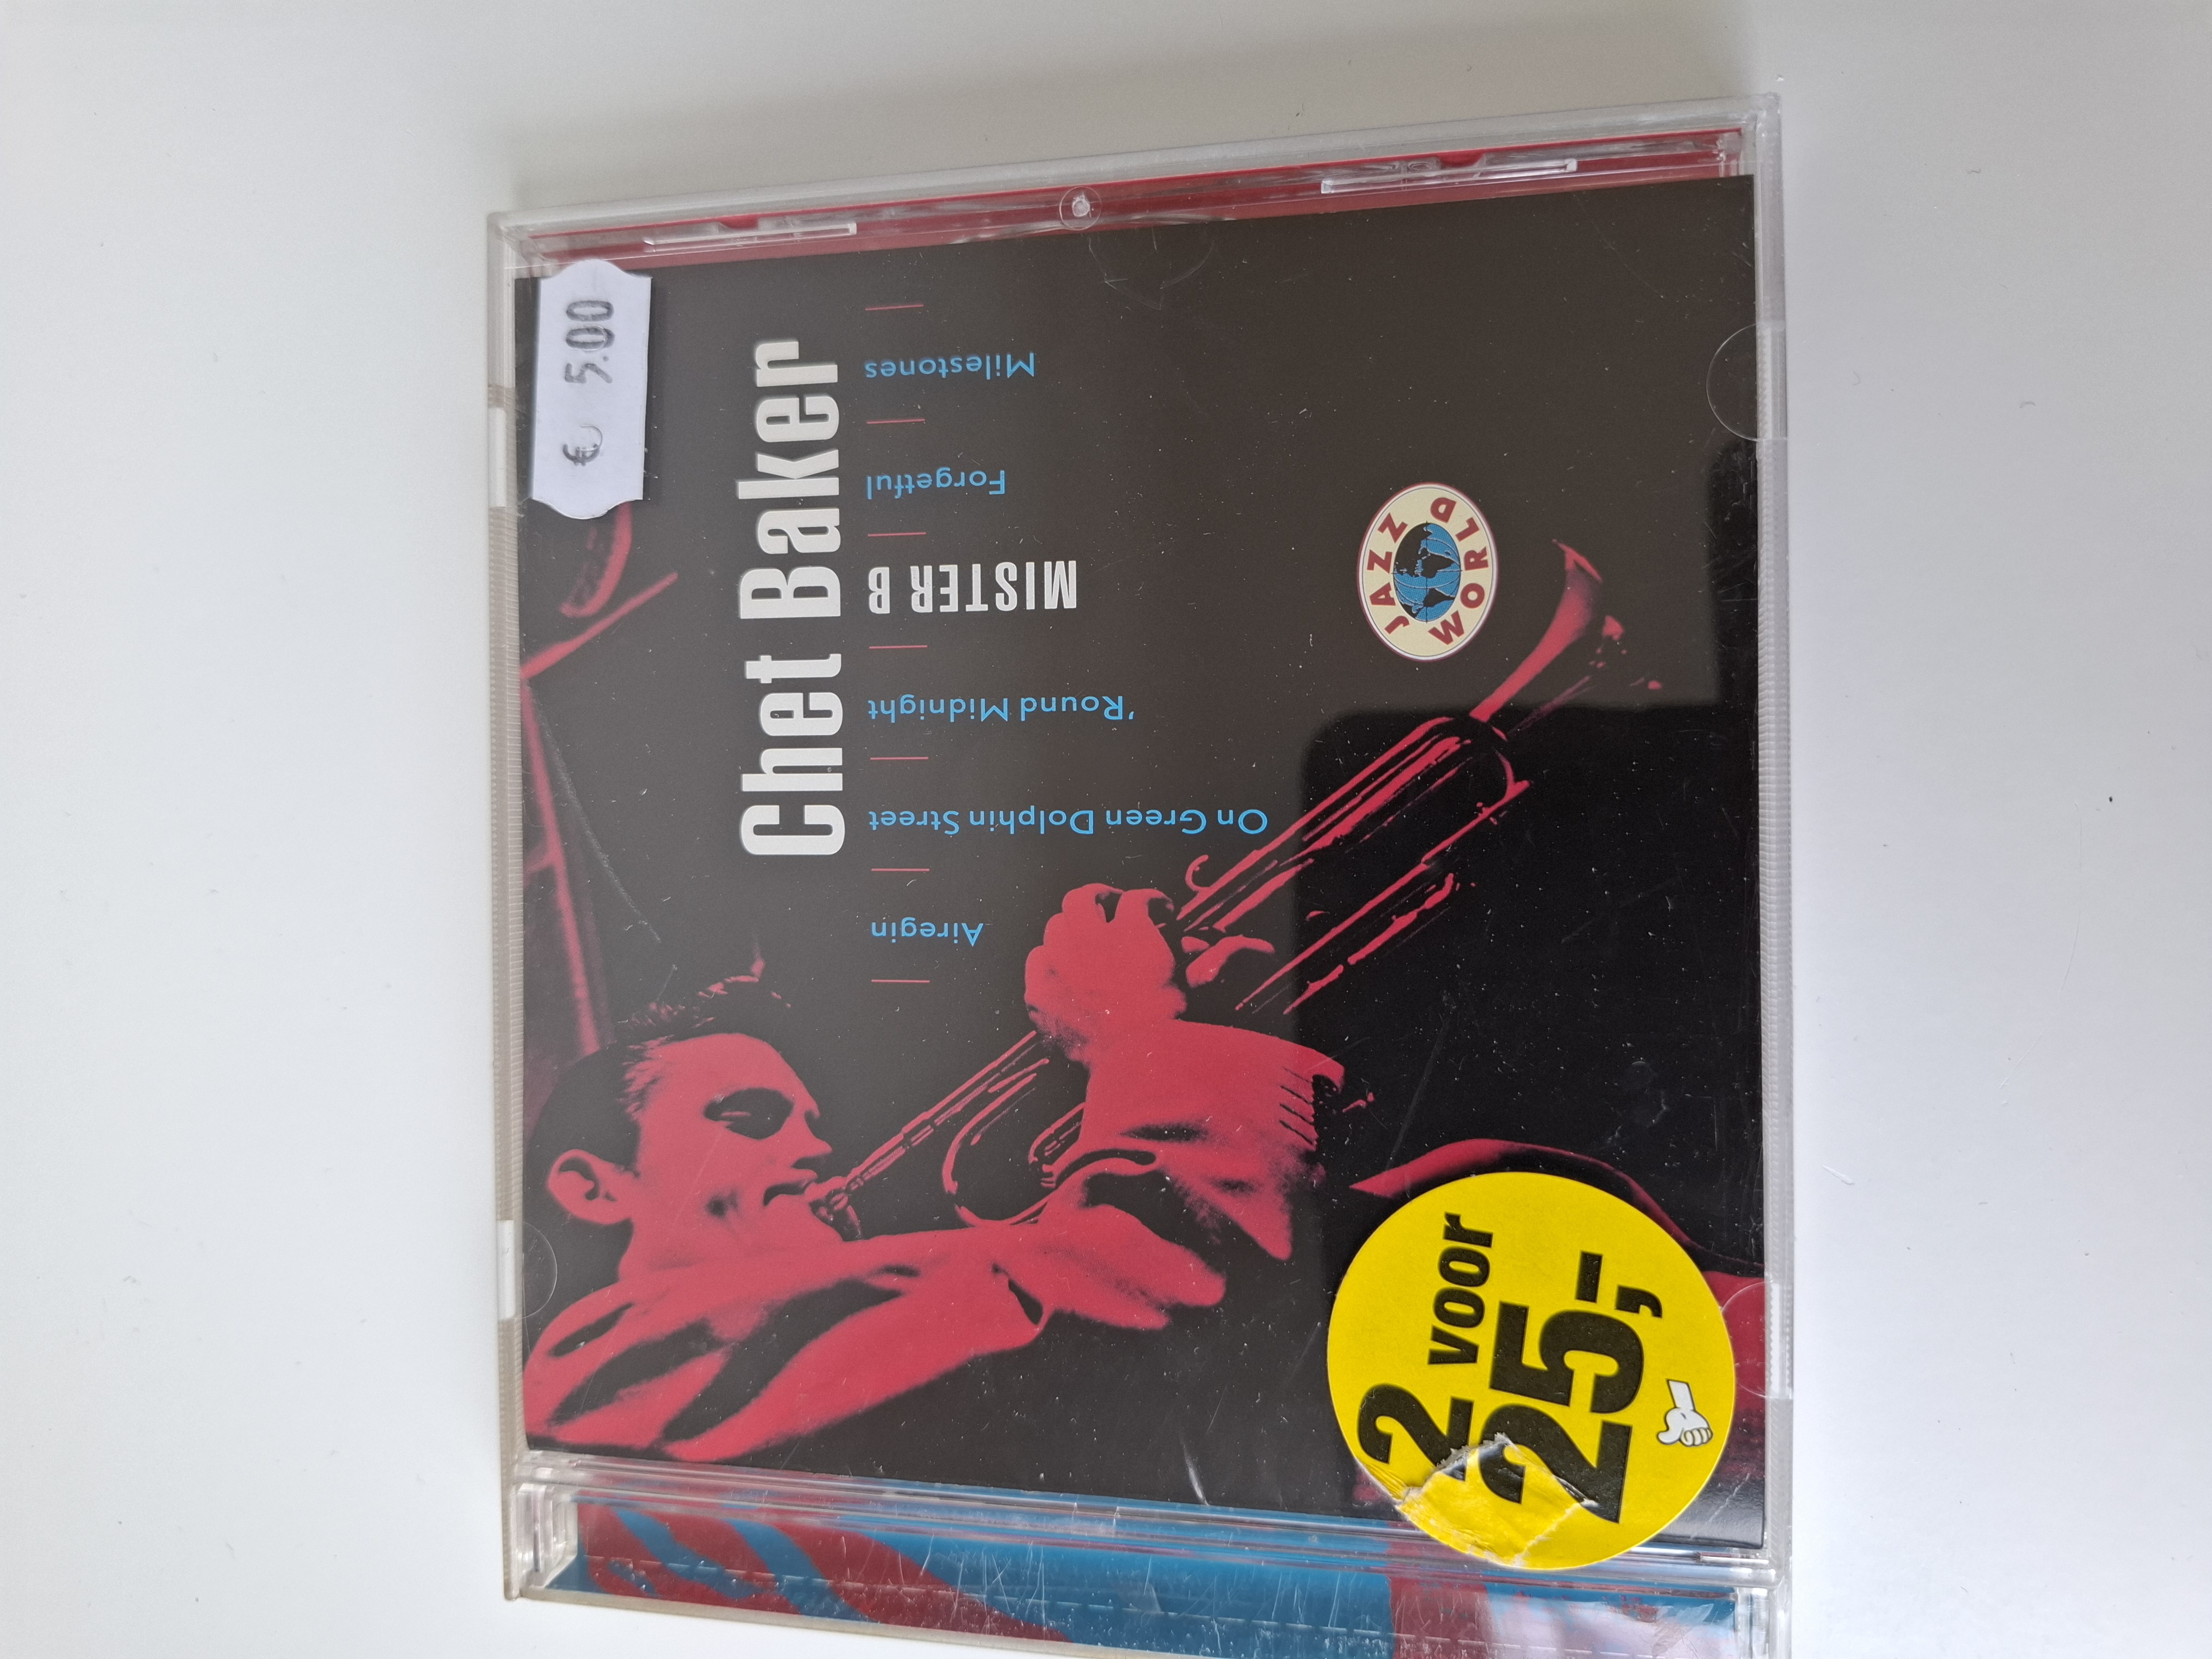 € 5.00
Chet Baker
Milestones
Forgetful
MISTER B
'Round Midnight
On Green Dolphin Street
Airegin
JAZZ
WORLD
2 voor
25,-